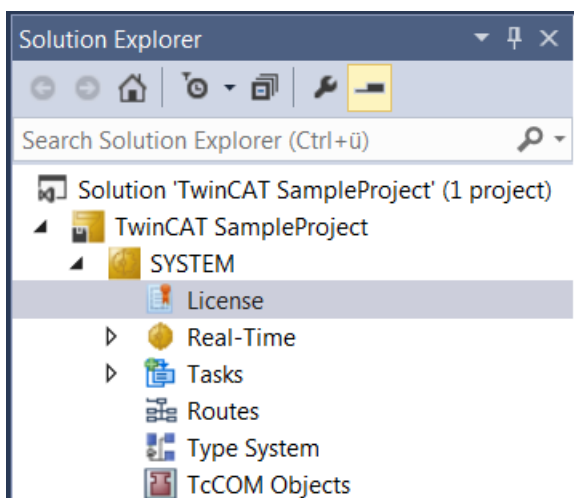 Solution Explorer
Search Solution Explorer (Ctrl+ü)
Solution 'TwinCAT SampleProject' (1 project)
TwinCAT SampleProject
SYSTEM
License
Real-Time
Tasks
Routes
Type System
TcCOM Objects